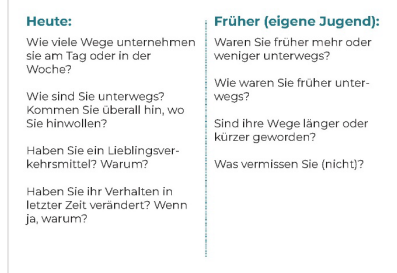 Heute:
Wie viele Wege unternehmen
sie am Tag oder in der
Woche?
Wie sind Sie unterwegs?
Kommen Sie überall hin, wo
Sie hinwollen?
Haben Sie ein Lieblingsver-
kehrsmittel? Warum?
Haben Sie ihr Verhalten in
letzter Zeit verändert? Wenn
ja, warum?
Früher (eigene Jugend):
Waren Sie früher mehr oder
weniger unterwegs?
Wie waren Sie früher unter-
wegs?
Sind ihre Wege länger oder
kürzer geworden?
Was vermissen Sie (nicht)?